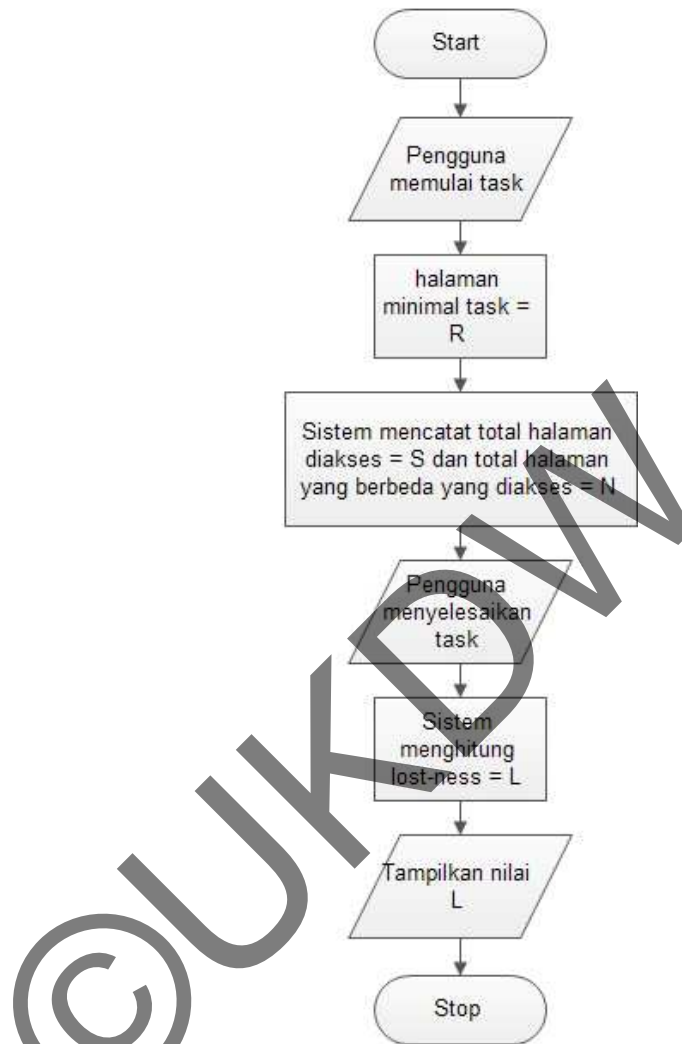 Start
Pengguna
memulai task
halaman
minimal task =
R
Sistem mencatat total halaman
diakses = S dan total halaman
yang berbeda yang diakses = N
Pengguna
menyelesaikan
task
Sistem
menghitung
lost-ness = L
Tampilkan nilai
L
Stop
©UKDW